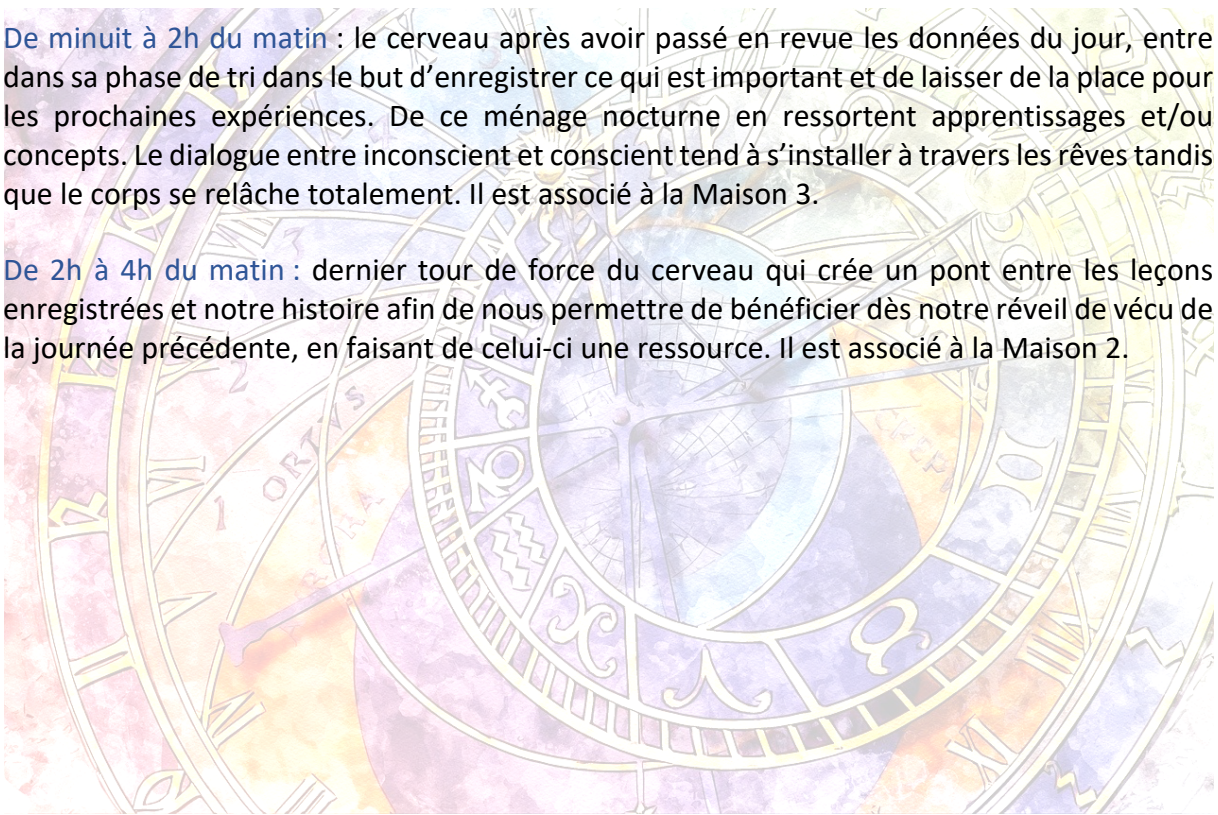 De minuit à 2h du matin : le cerveau après avoir passé en revue les données du jour, entre
dans sa phase de tri dans le but d’enregistrer ce qui est important et de laisser de la place pour
les prochaines expériences. De ce ménage nocturne en ressortent apprentissages et/ou
concepts. Le dialogue entre inconscient et conscient tend à s’installer à travers les rêves tandis
que le corps se relâche totalement. Il est associé à la Maison 3.
De 2h à 4h du matin : dernier tour de force du cerveau qui crée un pont entre les leçons
enregistrées et notre histoire afin de nous permettre de bénéficier dès notre réveil de vécu de
la journée précédente, en faisant de celui-ci une ressource. Il est associé à la Maison 2.
ORTVS
1
2